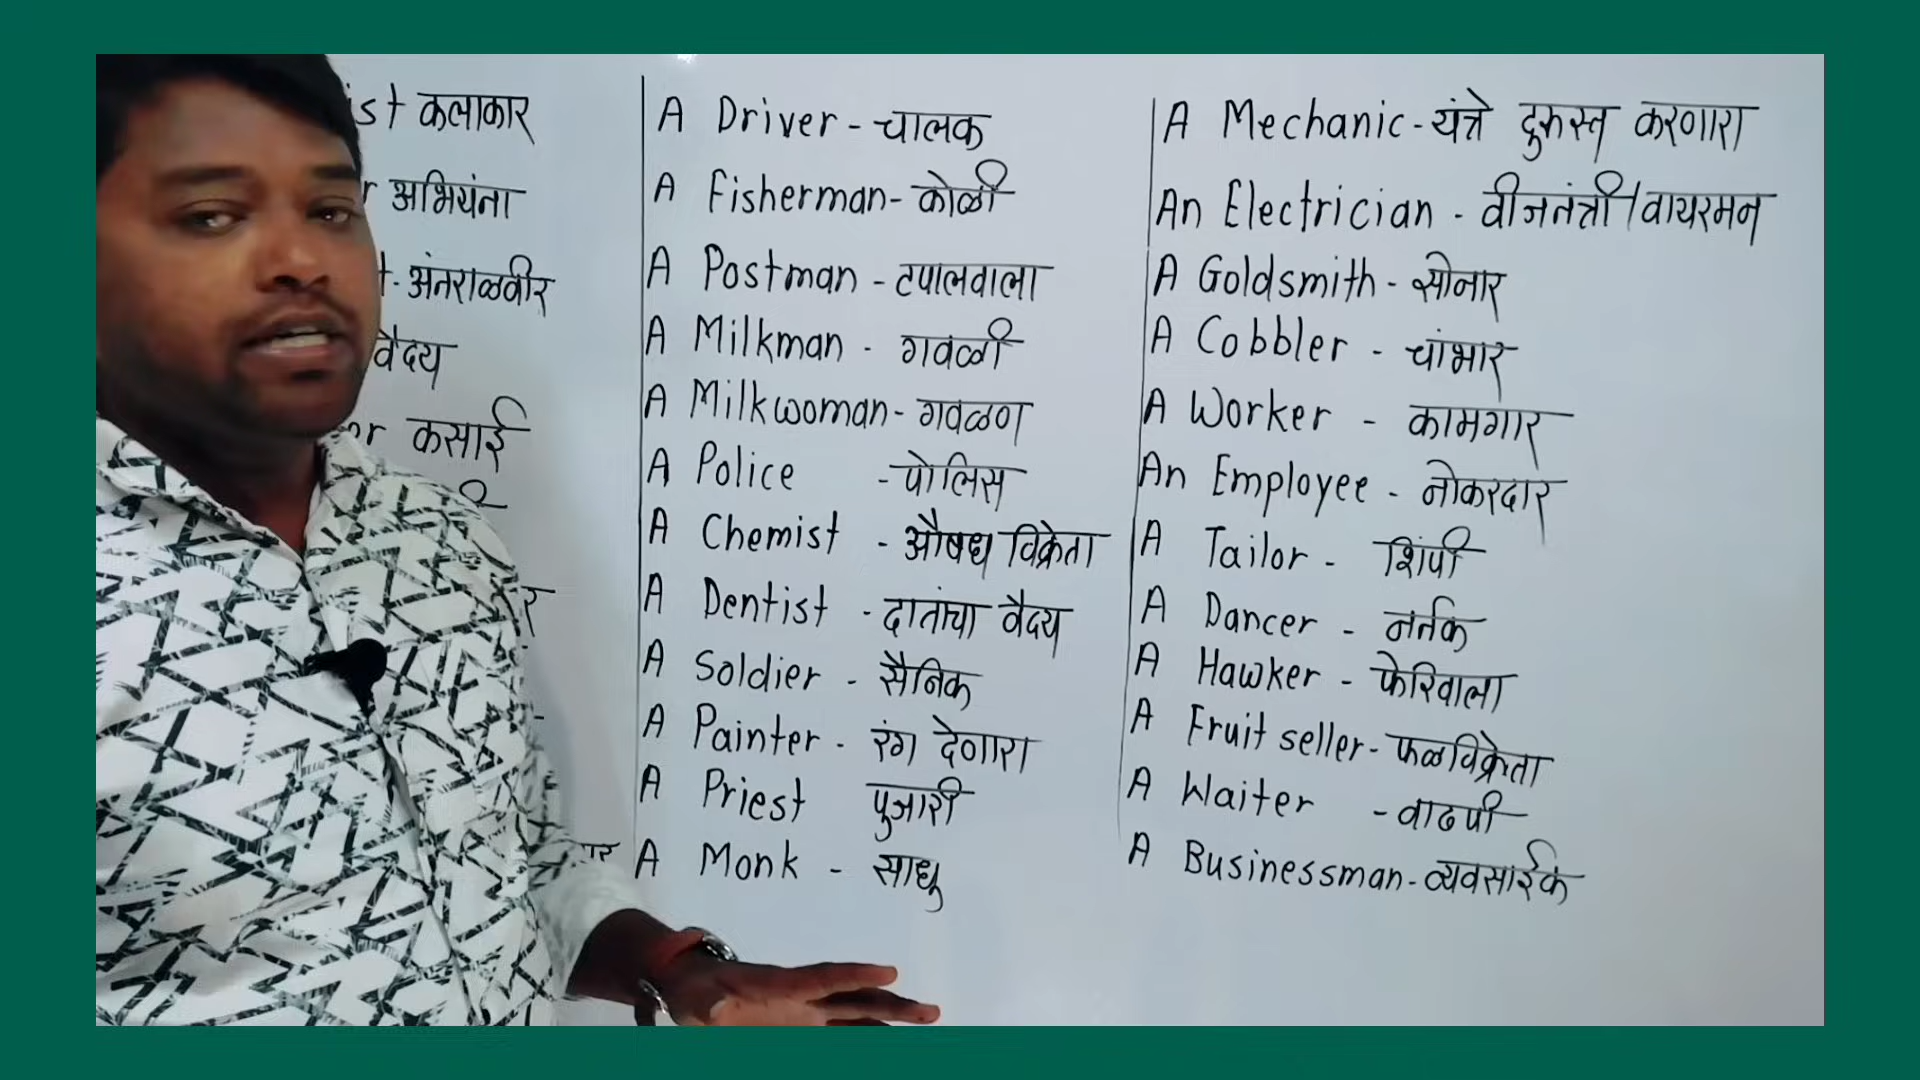 कलाकार
अभियंता
अंतराळवीर
वैदय
कसाई
A Driver - चालक
A Fisherman - कोळी
A Postman - टपालवाला
A Milkman - गवळी
A Milkwoman - गवळण
A Police - पोलिस
A Chemist - औषध विक्रेता
A Dentist - दातांचा वैदय
A Soldier - सैनिक
A Painter - रंग देणारा
A Priest पुजारी
A Monk - साधु
A Mechanic - यंत्रे दुरुस्त करणारा
An Electrician - वीजतंत्री/वायरमन
A Goldsmith - सोनार
A Cobbler - चांभार
A Worker - कामगार
An Employee - नोकरदार
A Tailor - शिंपी
A Dancer - नर्तक
A Hawker - फेरिवाला
A Fruit seller - फळविक्रेता
A Waiter - वाढपी
A Businessman - व्यवसाईक